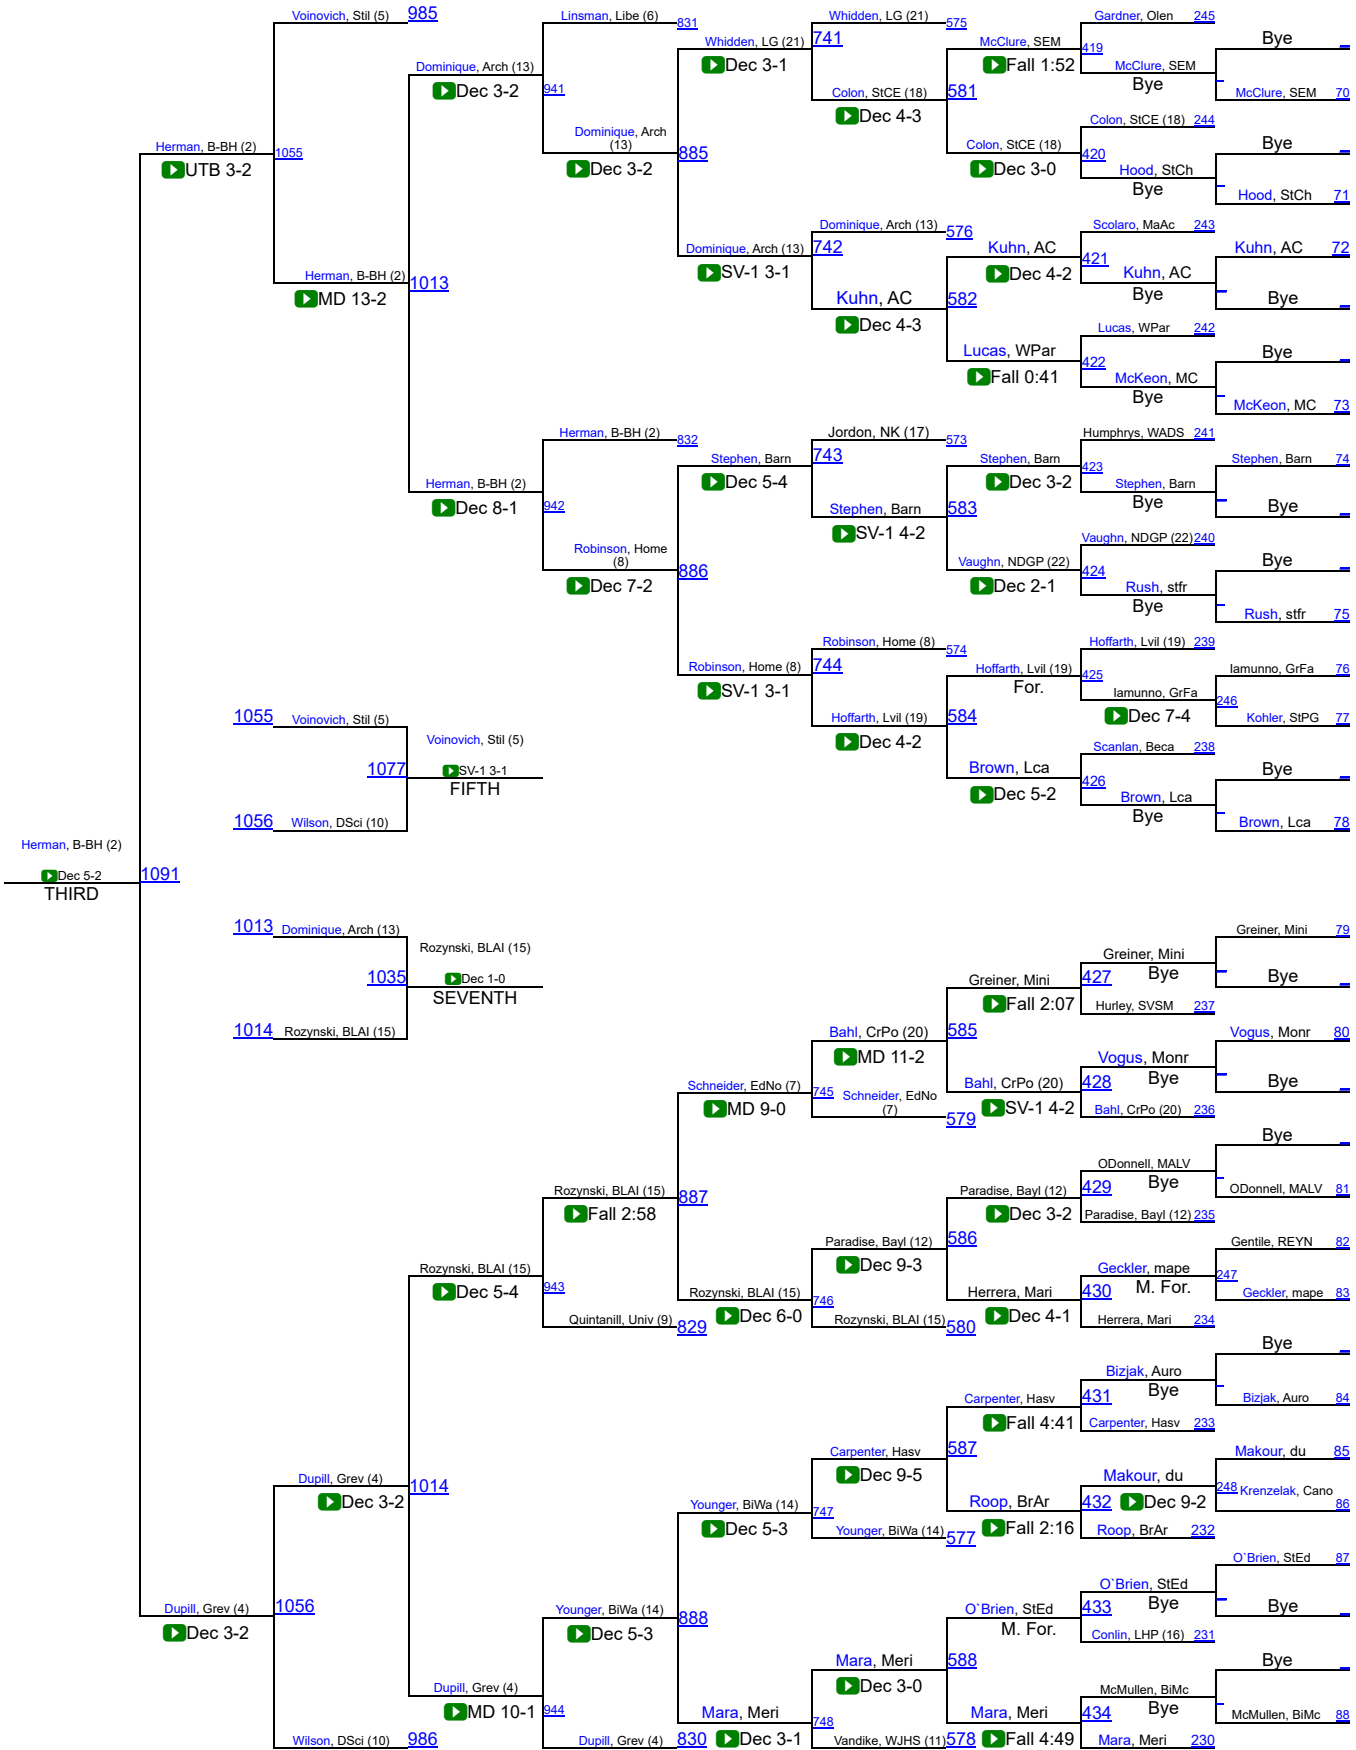 Voinovich, Stil (5) 985
Linsman, Libe (6) 831
Whidden, LG (21) 575
Gardner, Olen 245
Bye
Whidden, LG (21) 741
McClure, SEM 419
Dec 3-1
Fall 1:52
McClure, SEM
Bye
Dominique, Arch (13)
Dec 3-2
941
Colon, StCE (18) 581
McClure, SEM 70
Dec 4-3
Colon, StCE (18) 244
Dominique, Arch
(13)
885
Dec 3-2
Herman, B-BH (2) 1055
UTB 3-2
Colon, StCE (18) 420
Dec 3-0
Bye
Hood, StCh
Bye
Hood, StCh 71
Dominique, Arch (13) 576
Scolaro, MaAc 243
Dominique, Arch (13) 742
SV-1 3-1
Kuhn, AC 421
Dec 4-2
Kuhn, AC 72
Herman, B-BH (2) 1013
MD 13-2
Kuhn, AC
Bye
Kuhn, AC 582
Dec 4-3
Bye
Lucas, WPar 242
Lucas, WPar 422
Fall 0:41
Bye
McKeon, MC
Bye
McKeon, MC 73
Herman, B-BH (2) 832
Jordon, NK (17) 573
Humphrys, WADS 241
Stephen, Barn 743
Dec 5-4
Stephen, Barn 423
Dec 3-2
Stephen, Barn 74
Herman, B-BH (2)
Dec 8-1
942
Stephen, Barn
Bye
Stephen, Barn 583
SV-1 4-2
Bye
Robinson, Home
(8)
886
Dec 7-2
Vaughn, NDGP (22) 240
Vaughn, NDGP (22) 424
Dec 2-1
Bye
Rush, stfr
Bye
Rush, stfr 75
Robinson, Home (8) 574
Hoffarth, Lvil (19) 239
Robinson, Home (8) 744
SV-1 3-1
Hoffarth, Lvil (19) 425
For.
Iamunno, GrFa 76
Iamunno, GrFa 246
Dec 7-4
1055 Voinovich, Stil (5)
Hoffarth, Lvil (19) 584
Dec 4-2
Kohler, StPG 77
Voinovich, Stil (5)
Scanlan, Beca 238
1077
SV-1 3-1
FIFTH
Brown, Lca 426
Dec 5-2
Bye
Brown, Lca
Bye
1056 Wilson, DSci (10)
Brown, Lca 78
Herman, B-BH (2)
Dec 5-2
THIRD
1091
1013 Dominique, Arch (13)
Greiner, Mini 79
Rozynski, BLAI (15)
Greiner, Mini
427 Bye
1035
Dec 1-0
SEVENTH
Greiner, Mini
Fall 2:07
Bye
Hurley, SVSM 237
1014 Rozynski, BLAI (15)
Bahl, CrPo (20) 585
MD 11-2
Vogus, Monr 80
Vogus, Monr
428 Bye
Schneider, EdNo (7) 745
MD 9-0
Schneider, EdNo
(7)
579
Bahl, CrPo (20)
SV-1 4-2
Bye
Bahl, CrPo (20) 236
Bye
ODonnell, MALV
429 Bye
Rozynski, BLAI (15) 887
Fall 2:58
Paradise, Bayl (12)
Dec 3-2
ODonnell, MALV 81
Paradise, Bayl (12) 235
Paradise, Bayl (12) 586
Dec 9-3
Gentile, REYN 82
Rozynski, BLAI (15)
Dec 5-4
943
Geckler, mape 247
430 M. For.
Rozynski, BLAI (15) 746
Dec 6-0
Herrera, Mari
Dec 4-1
Geckler, mape 83
Quintanill, Univ (9) 829
Rozynski, BLAI (15) 580
Herrera, Mari 234
Bye
Bizjak, Auro
431 Bye
Carpenter, Hasv
Fall 4:41
Bizjak, Auro 84
Carpenter, Hasv 233
Carpenter, Hasv 587
Dec 9-5
Makour, du 85
Dupill, Grev (4) 1014
Dec 3-2
Makour, du 248
432 Dec 9-2
Krenzelak, Cano
86
Younger, BiWa (14) 747
Dec 5-3
Roop, BrAr
Fall 2:16
Younger, BiWa (14) 577
Roop, BrAr 232
O`Brien, StEd 87
O`Brien, StEd
433 Bye
Dupill, Grev (4) 1056
Dec 3-2
Younger, BiWa (14) 888
Dec 5-3
O`Brien, StEd
M. For.
Bye
Conlin, LHP (16) 231
Mara, Meri 588
Dec 3-0
Bye
Dupill, Grev (4)
MD 10-1 944
McMullen, BiMc
434 Bye
Mara, Meri 748
Dec 3-1
Mara, Meri
Fall 4:49
McMullen, BiMc 88
Wilson, DSci (10) 986
Dupill, Grev (4) 830
Vandike, WJHS (11) 578
Mara, Meri 230